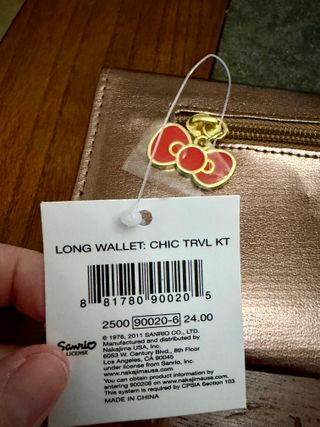 LONG WALLET: CHIC TRVL KT
8 81780 90020 5
2500 90020-6 24.00
Sanrio
LICENSE
© 1976, 2011 SANRIO CO., LTD.
Manufactured and distributed by
Nakajima USA, Inc.
6053 W. Century Blvd., 8th Floor
Los Angeles, CA 90045
under license from Sanrio, Inc.
You can obtain product information by
entering 900206 on www.nakajimausa.com.
This system is required by CPSIA Section 103.
www.nakajimausa.com
MADE IN CHINA